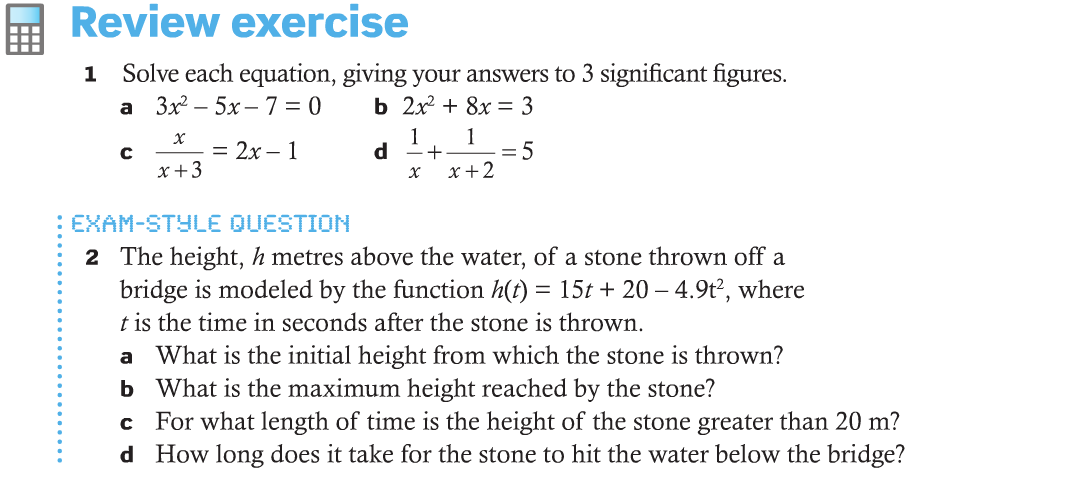 Review exercise
1 Solve each equation, giving your answers to 3 significant figures.
a 3x² – 5x – 7 = 0 b 2x² + 8x = 3
c x/(x+3) = 2x – 1 d 1/x + 1/(x+2) = 5
EXAM-STYLE QUESTION
2 The height, h metres above the water, of a stone thrown off a
bridge is modeled by the function h(t) = 15t + 20 – 4.9t², where
t is the time in seconds after the stone is thrown.
a What is the initial height from which the stone is thrown?
b What is the maximum height reached by the stone?
c For what length of time is the height of the stone greater than 20 m?
d How long does it take for the stone to hit the water below the bridge?